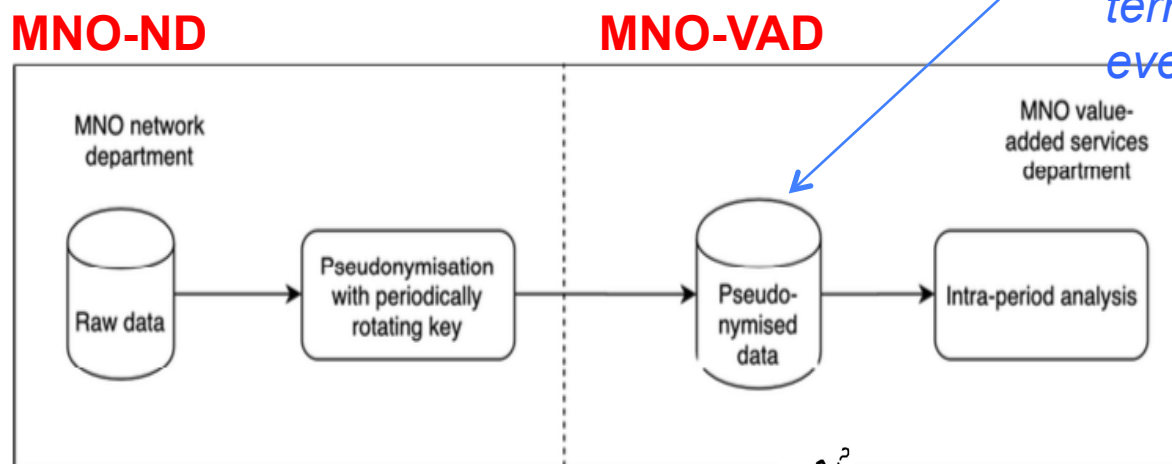 MNO-ND
MNO-VAD
MNO network
department
MNO value-
added services
department
Raw data
Pseudonymisation
with periodically
rotating key
Pseudo-
nymised
data
Intra-period analysis
?